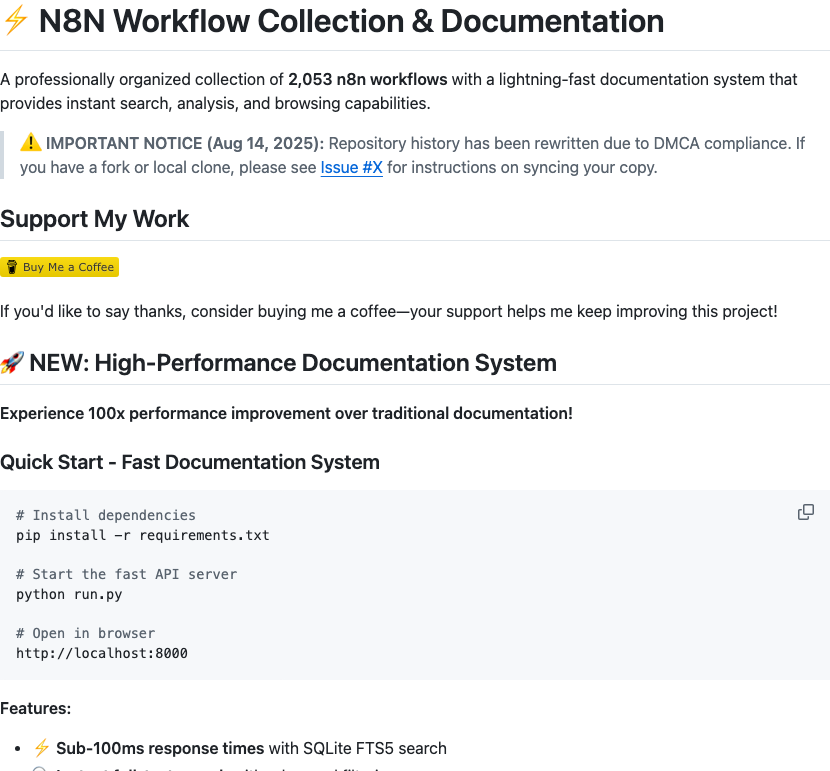 ⚡ N8N Workflow Collection & Documentation
A professionally organized collection of 2,053 n8n workflows with a lightning-fast documentation system that
provides instant search, analysis, and browsing capabilities.
⚠️ IMPORTANT NOTICE (Aug 14, 2025): Repository history has been rewritten due to DMCA compliance. If
you have a fork or local clone, please see Issue #X for instructions on syncing your copy.
Support My Work
Buy Me a Coffee
If you'd like to say thanks, consider buying me a coffee—your support helps me keep improving this project!
🚀 NEW: High-Performance Documentation System
Experience 100x performance improvement over traditional documentation!
Quick Start - Fast Documentation System
# Install dependencies
pip install -r requirements.txt
# Start the fast API server
python run.py
# Open in browser
http://localhost:8000
Features:
• ⚡ Sub-100ms response times with SQLite FTS5 search